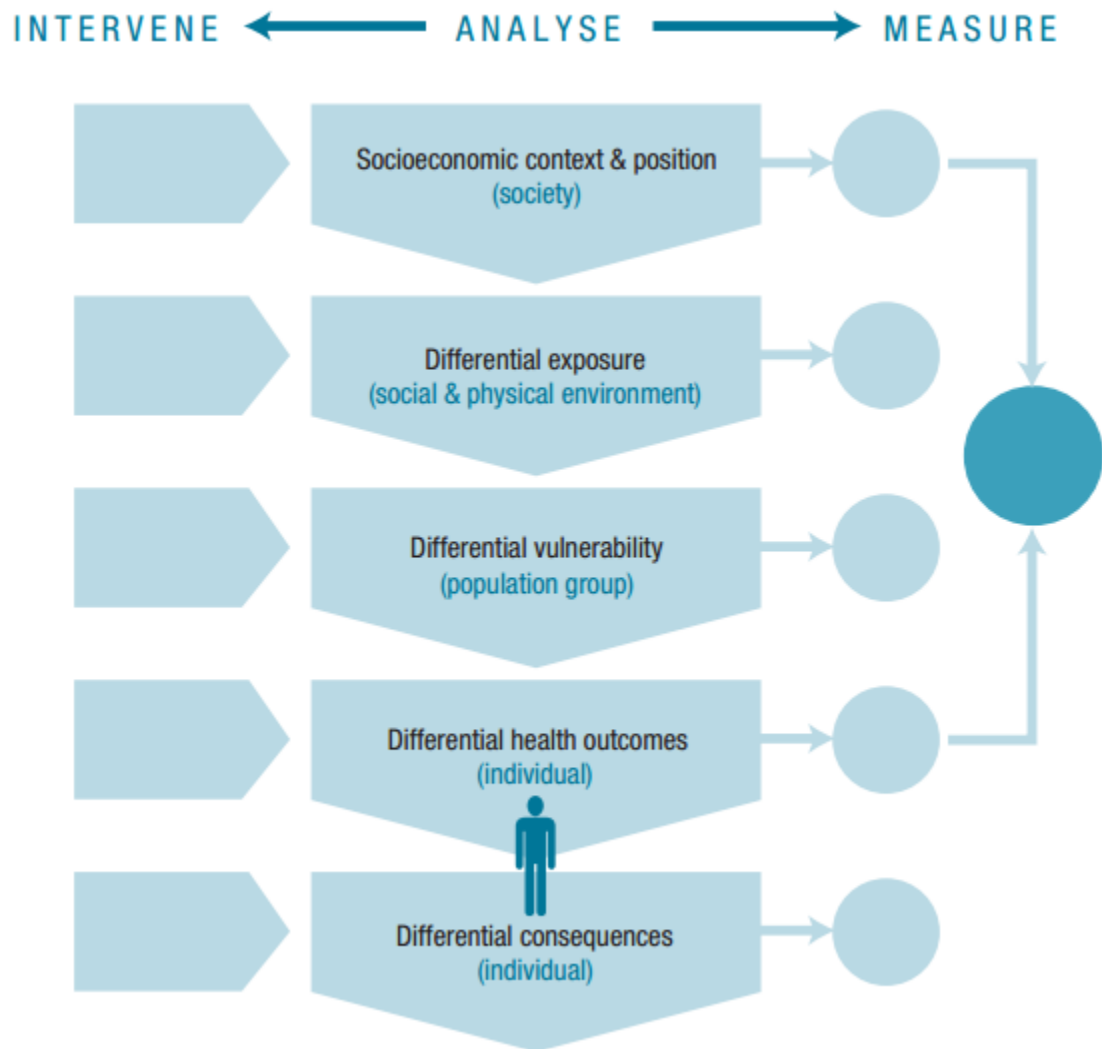 INTERVENE ANALYSE MEASURE
Socioeconomic context & position
(society)
Differential exposure
(social & physical environment)
Differential vulnerability
(population group)
Differential health outcomes
(individual)
Differential consequences
(individual)